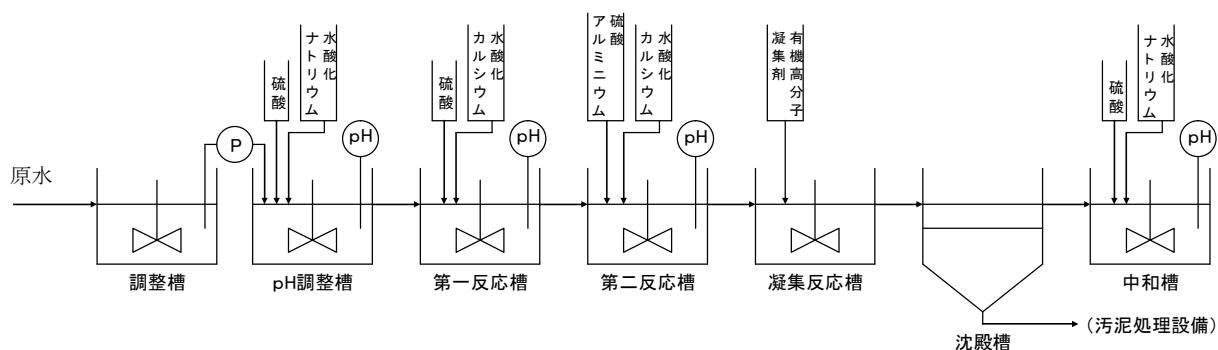 原水
調整槽
P
硫酸
水酸化
ナトリウム
pH
pH調整槽
硫酸
水酸化
カルシウム
pH
第一反応槽
硫酸
アルミニウム
水酸化
カルシウム
pH
第二反応槽
有機高分子
凝集剤
凝集反応槽
沈殿槽
(汚泥処理設備)
硫酸
水酸化
ナトリウム
pH
中和槽